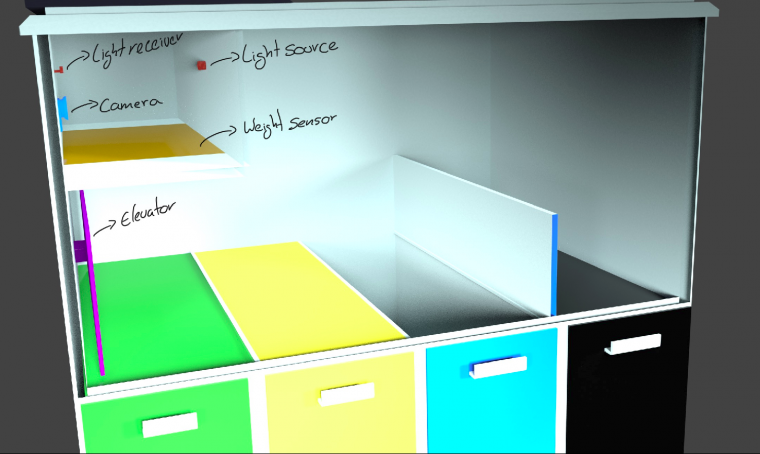 Light receiver
Light source
Camera
Weight sensor
Elevator